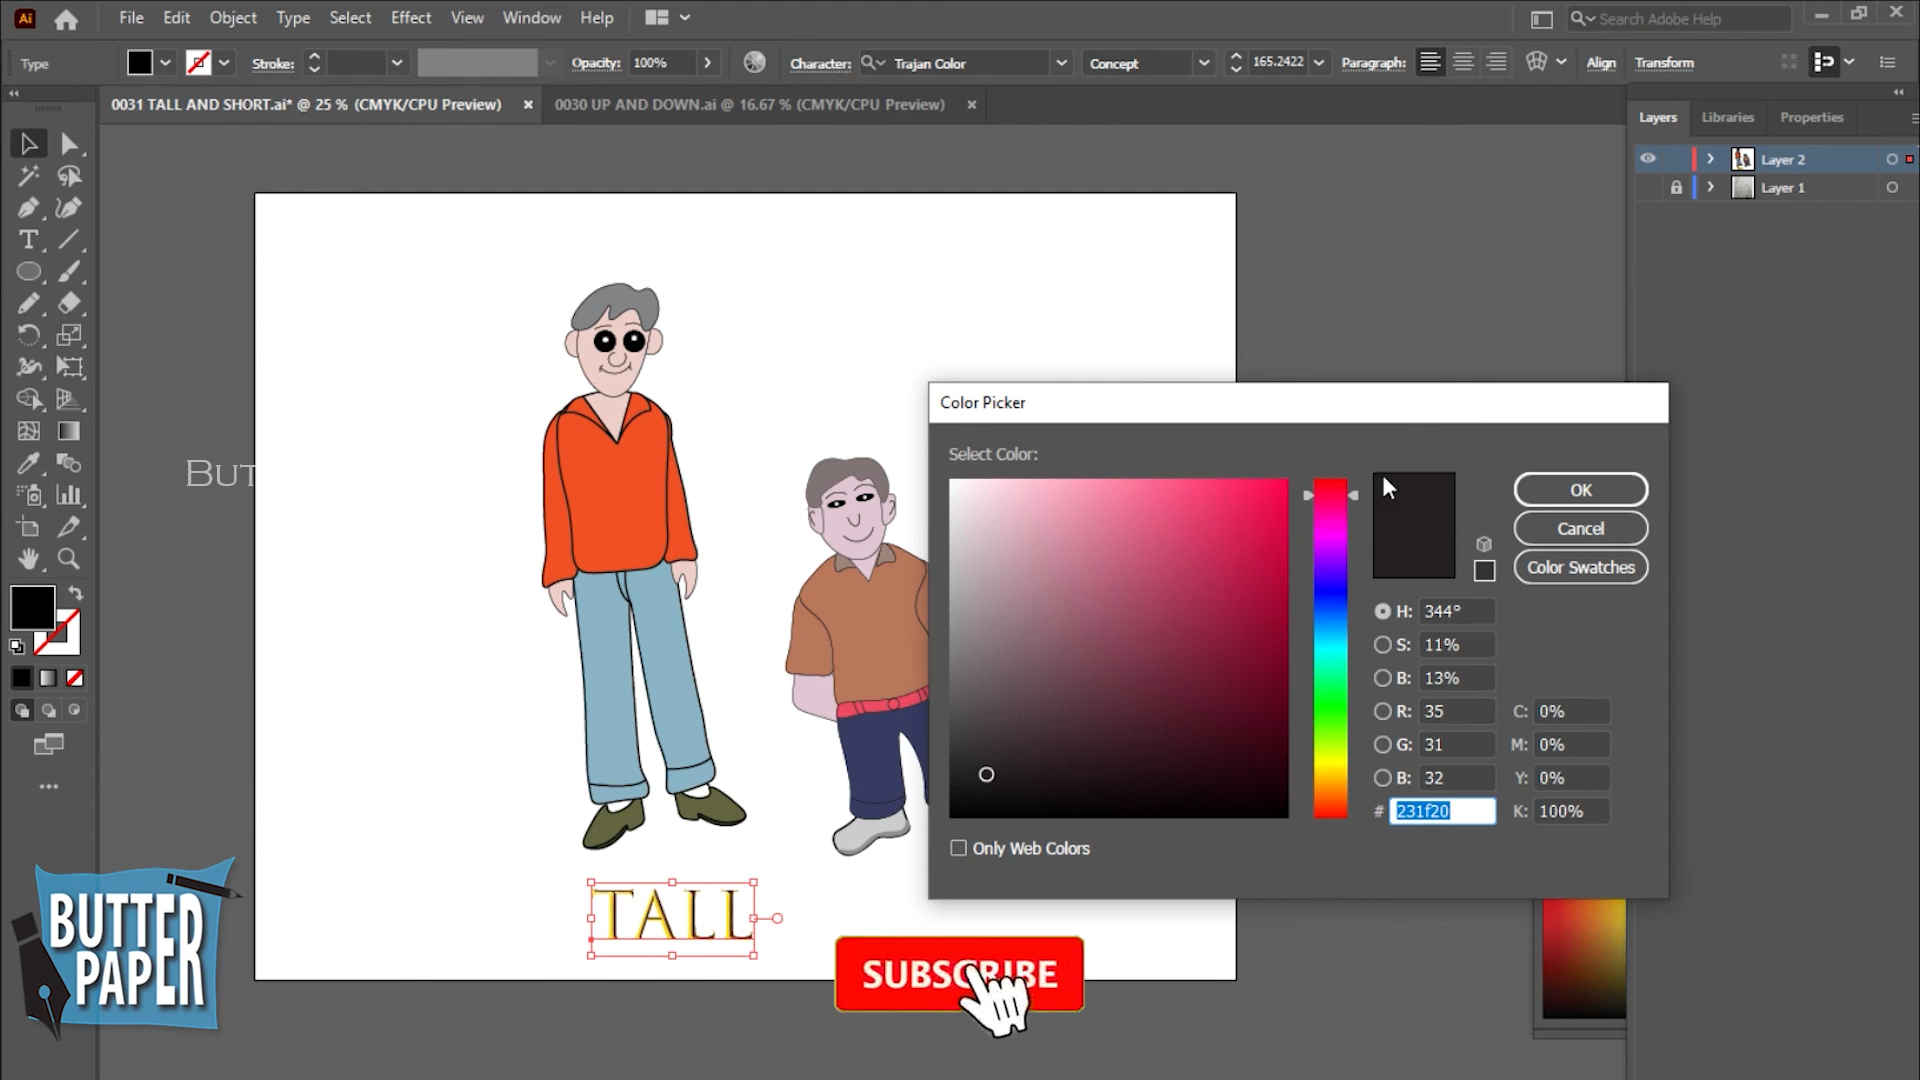 Ai File Edit Object Type Select Effect View Window Help Search Adobe Help
Type Stroke: Opacity: 100% Character: Trajan Color Concept 165.2422 Paragraph: Align Transform
0031 TALL AND SHORT.ai* @ 25 % (CMYK/CPU Preview) 0030 UP AND DOWN.ai @ 16.67 % (CMYK/CPU Preview)
Layers Libraries Properties
Layer 2
Layer 1
Color Picker
Select Color:
OK
Cancel
Color Swatches
H: 344°
S: 11%
B: 13%
R: 35 C: 0%
G: 31 M: 0%
B: 32 Y: 0%
# 231f20 K: 100%
Only Web Colors
TALL
BUTTER
PAPER
SUBSCRIBE